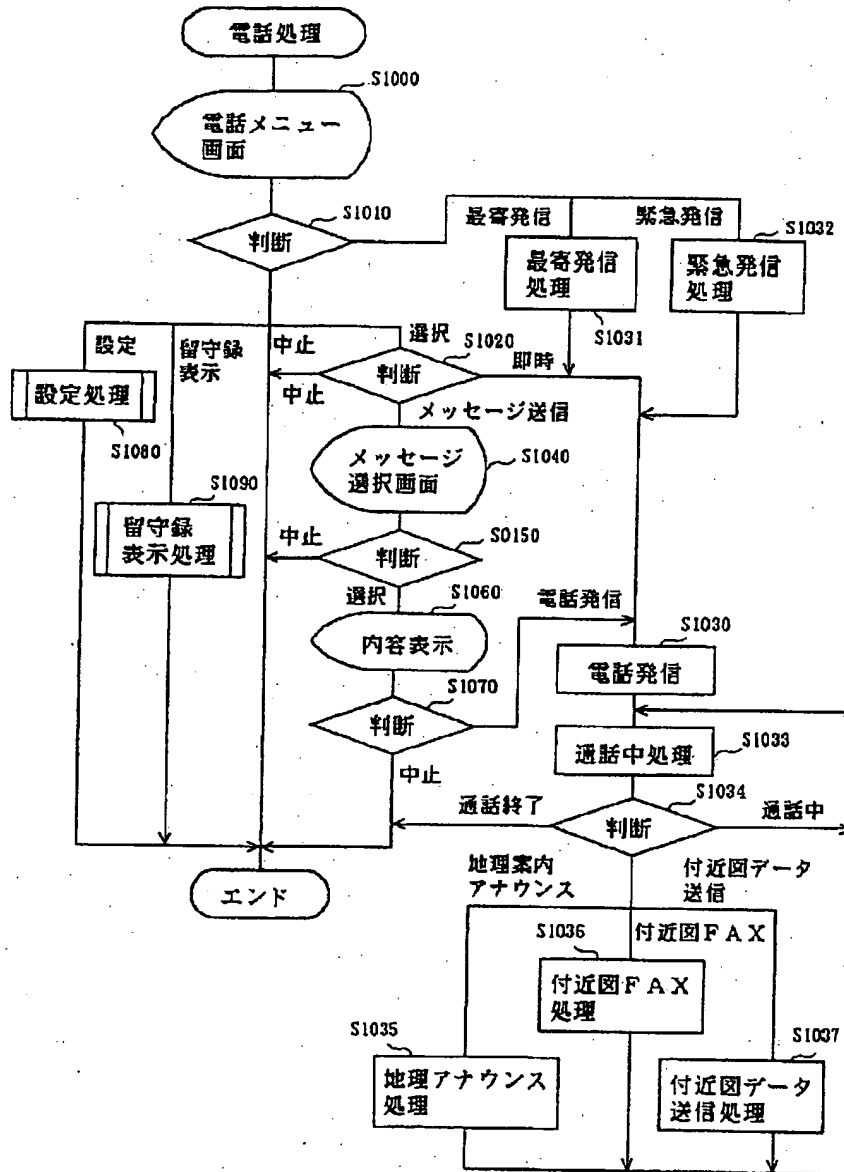 電話処理
S1000
電話メニュー
画面
S1010
判断
最寄発信
緊急発信
S1032
最寄発信
処理
緊急発信
処理
S1031
設定
留守録
表示
中止
選択
S1020
判断
即時
中止
メッセージ送信
設定処理
S1080
メッセージ
選択画面
S1040
S1090
留守録
表示処理
中止
判断
S0150
選択
S1060
電話発信
内容表示
S1030
電話発信
S1070
判断
通話中処理
S1033
中止
S1034
通話終了
判断
通話中
エンド
地理案内
アナウンス
付近図データ
送信
S1036
付近図FAX
付近図FAX
処理
S1035
S1037
地理アナウンス
処理
付近図データ
送信処理